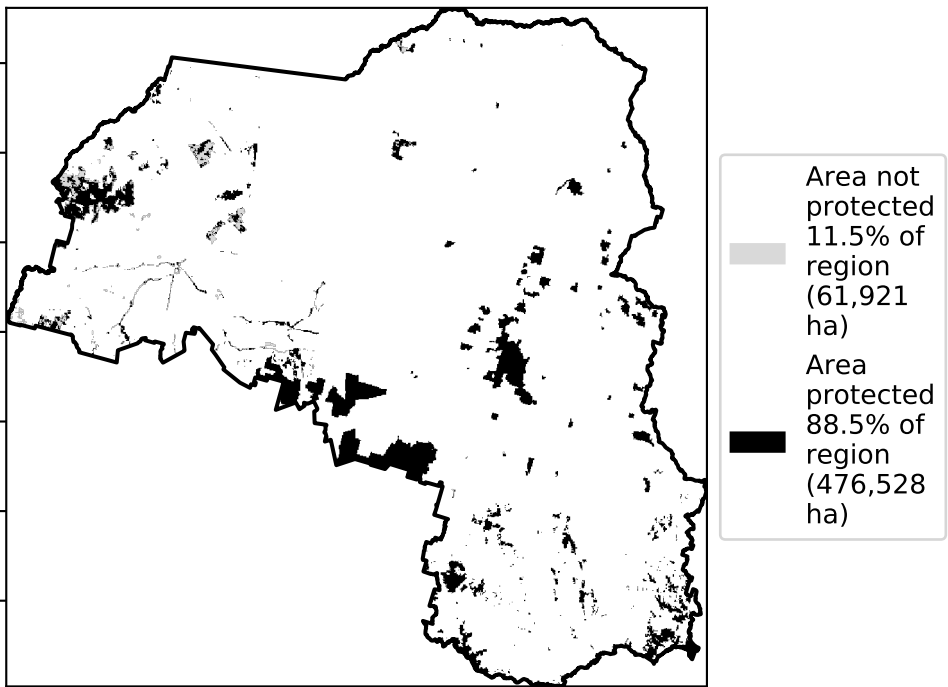 Area not
protected
11.5% of
region
(61,921
ha)
Area
protected
88.5% of
region
(476,528
ha)